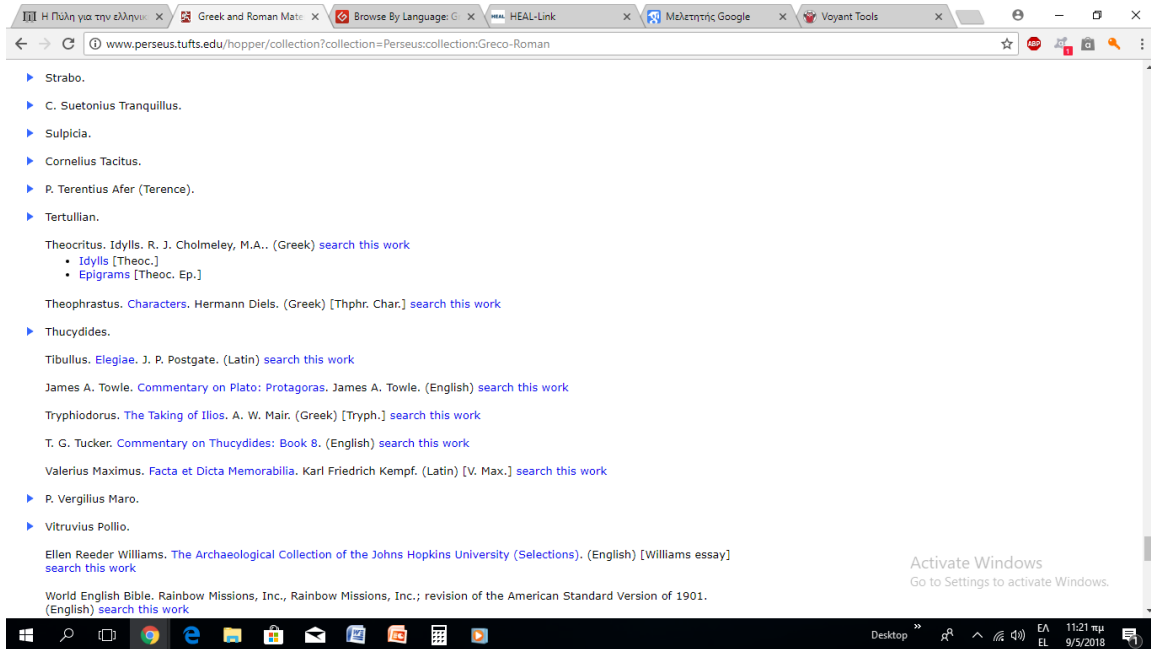 Η Πύλη για την ελληνικ
Greek and Roman Mate
Browse By Language: G
HEAL-Link
Μελετητής Google
Voyant Tools
www.perseus.tufts.edu/hopper/collection?collection=Perseus:collection:Greco-Roman
ABP
1
Strabo.
C. Suetonius Tranquillus.
Sulpicia.
Cornelius Tacitus.
P. Terentius Afer (Terence).
Tertullian.
Theocritus. Idylls. R. J. Cholmeley, M.A.. (Greek) search this work
• Idylls [Theoc.]
• Epigrams [Theoc. Ep.]
Theophrastus. Characters. Hermann Diels. (Greek) [Thphr. Char.] search this work
Thucydides.
Tibullus. Elegiae. J. P. Postgate. (Latin) search this work
James A. Towle. Commentary on Plato: Protagoras. James A. Towle. (English) search this work
Tryphiodorus. The Taking of Ilios. A. W. Mair. (Greek) [Tryph.] search this work
T. G. Tucker. Commentary on Thucydides: Book 8. (English) search this work
Valerius Maximus. Facta et Dicta Memorabilia. Karl Friedrich Kempf. (Latin) [V. Max.] search this work
P. Vergilius Maro.
Vitruvius Pollio.
Ellen Reeder Williams. The Archaeological Collection of the Johns Hopkins University (Selections). (English) [Williams essay]
search this work
World English Bible. Rainbow Missions, Inc., Rainbow Missions, Inc.; revision of the American Standard Version of 1901.
(English) search this work
Activate Windows
Go to Settings to activate Windows.
Desktop
ΕΛ
EL
11:21 πμ
9/5/2018
1